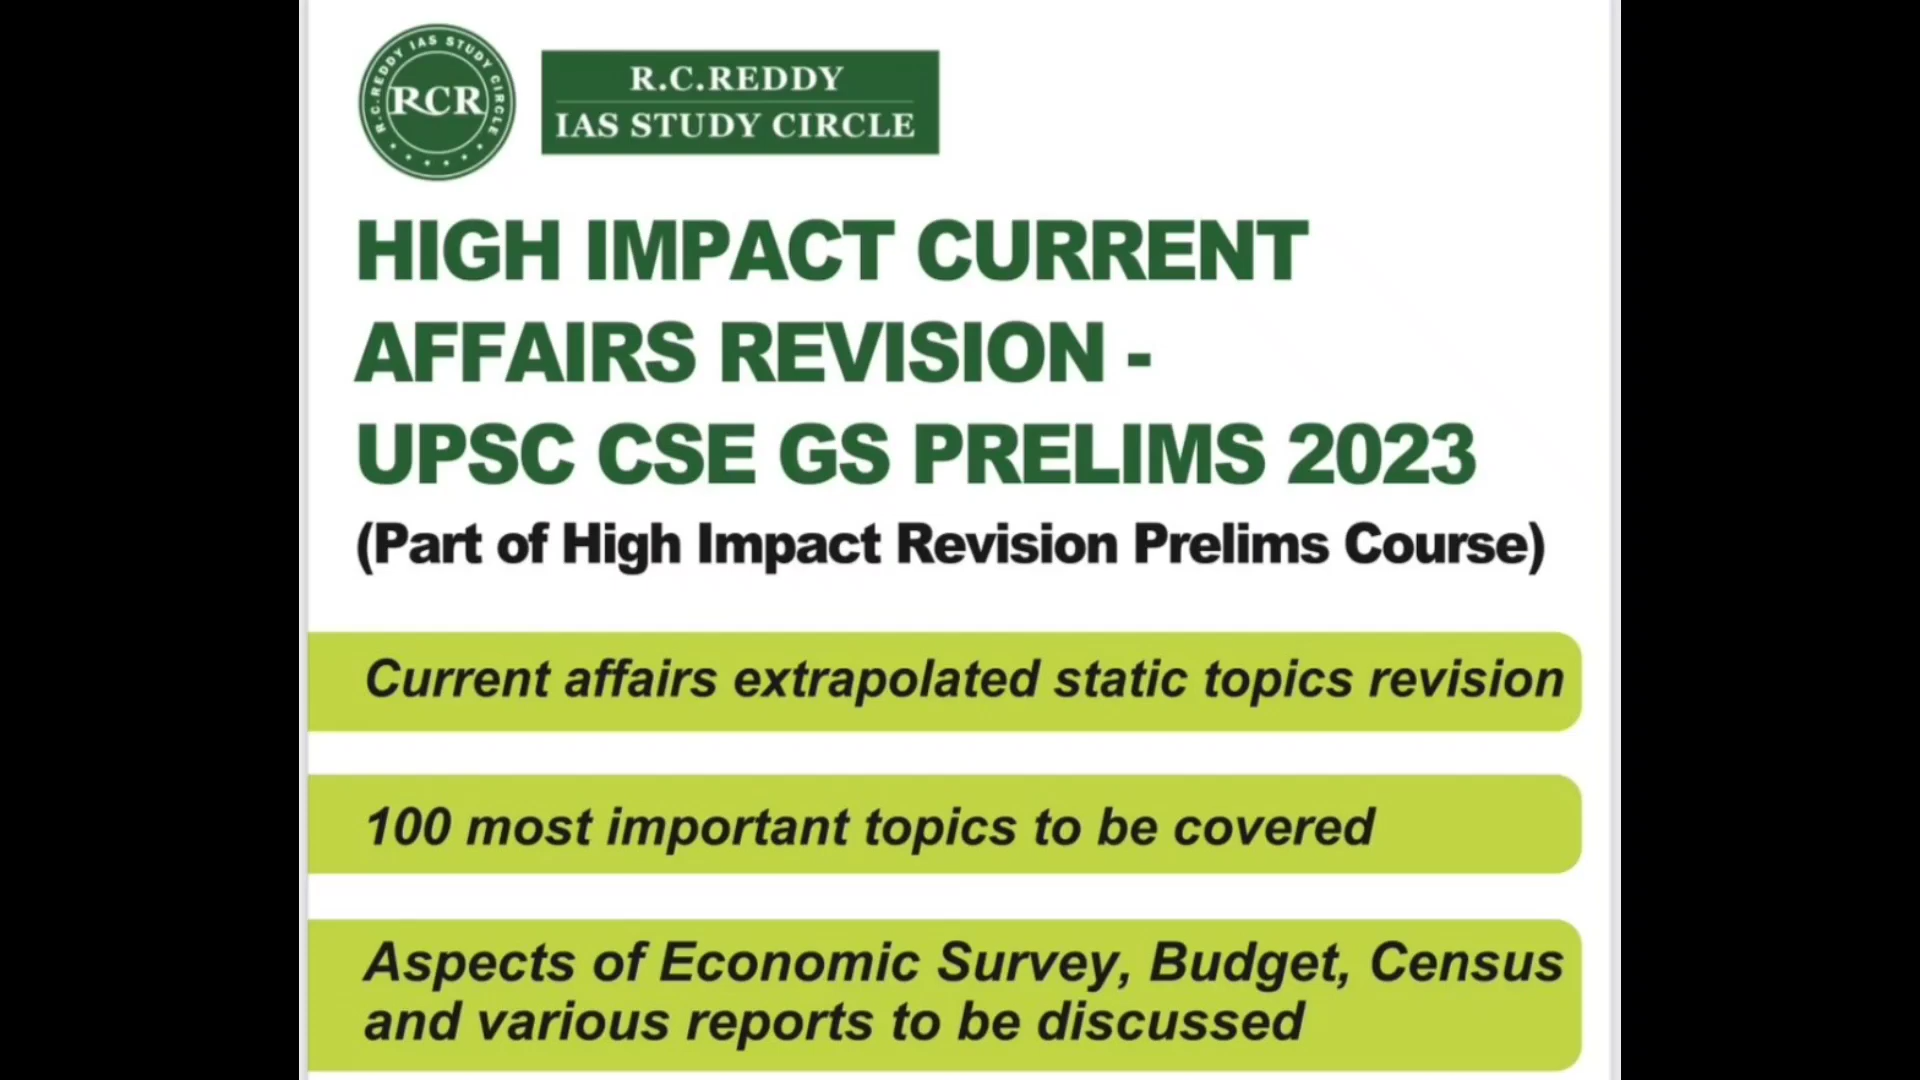 R.C.REDDY IAS STUDY CIRCLE
RCR
R.C.REDDY
IAS STUDY CIRCLE
HIGH IMPACT CURRENT
AFFAIRS REVISION -
UPSC CSE GS PRELIMS 2023
(Part of High Impact Revision Prelims Course)
Current affairs extrapolated static topics revision
100 most important topics to be covered
Aspects of Economic Survey, Budget, Census
and various reports to be discussed